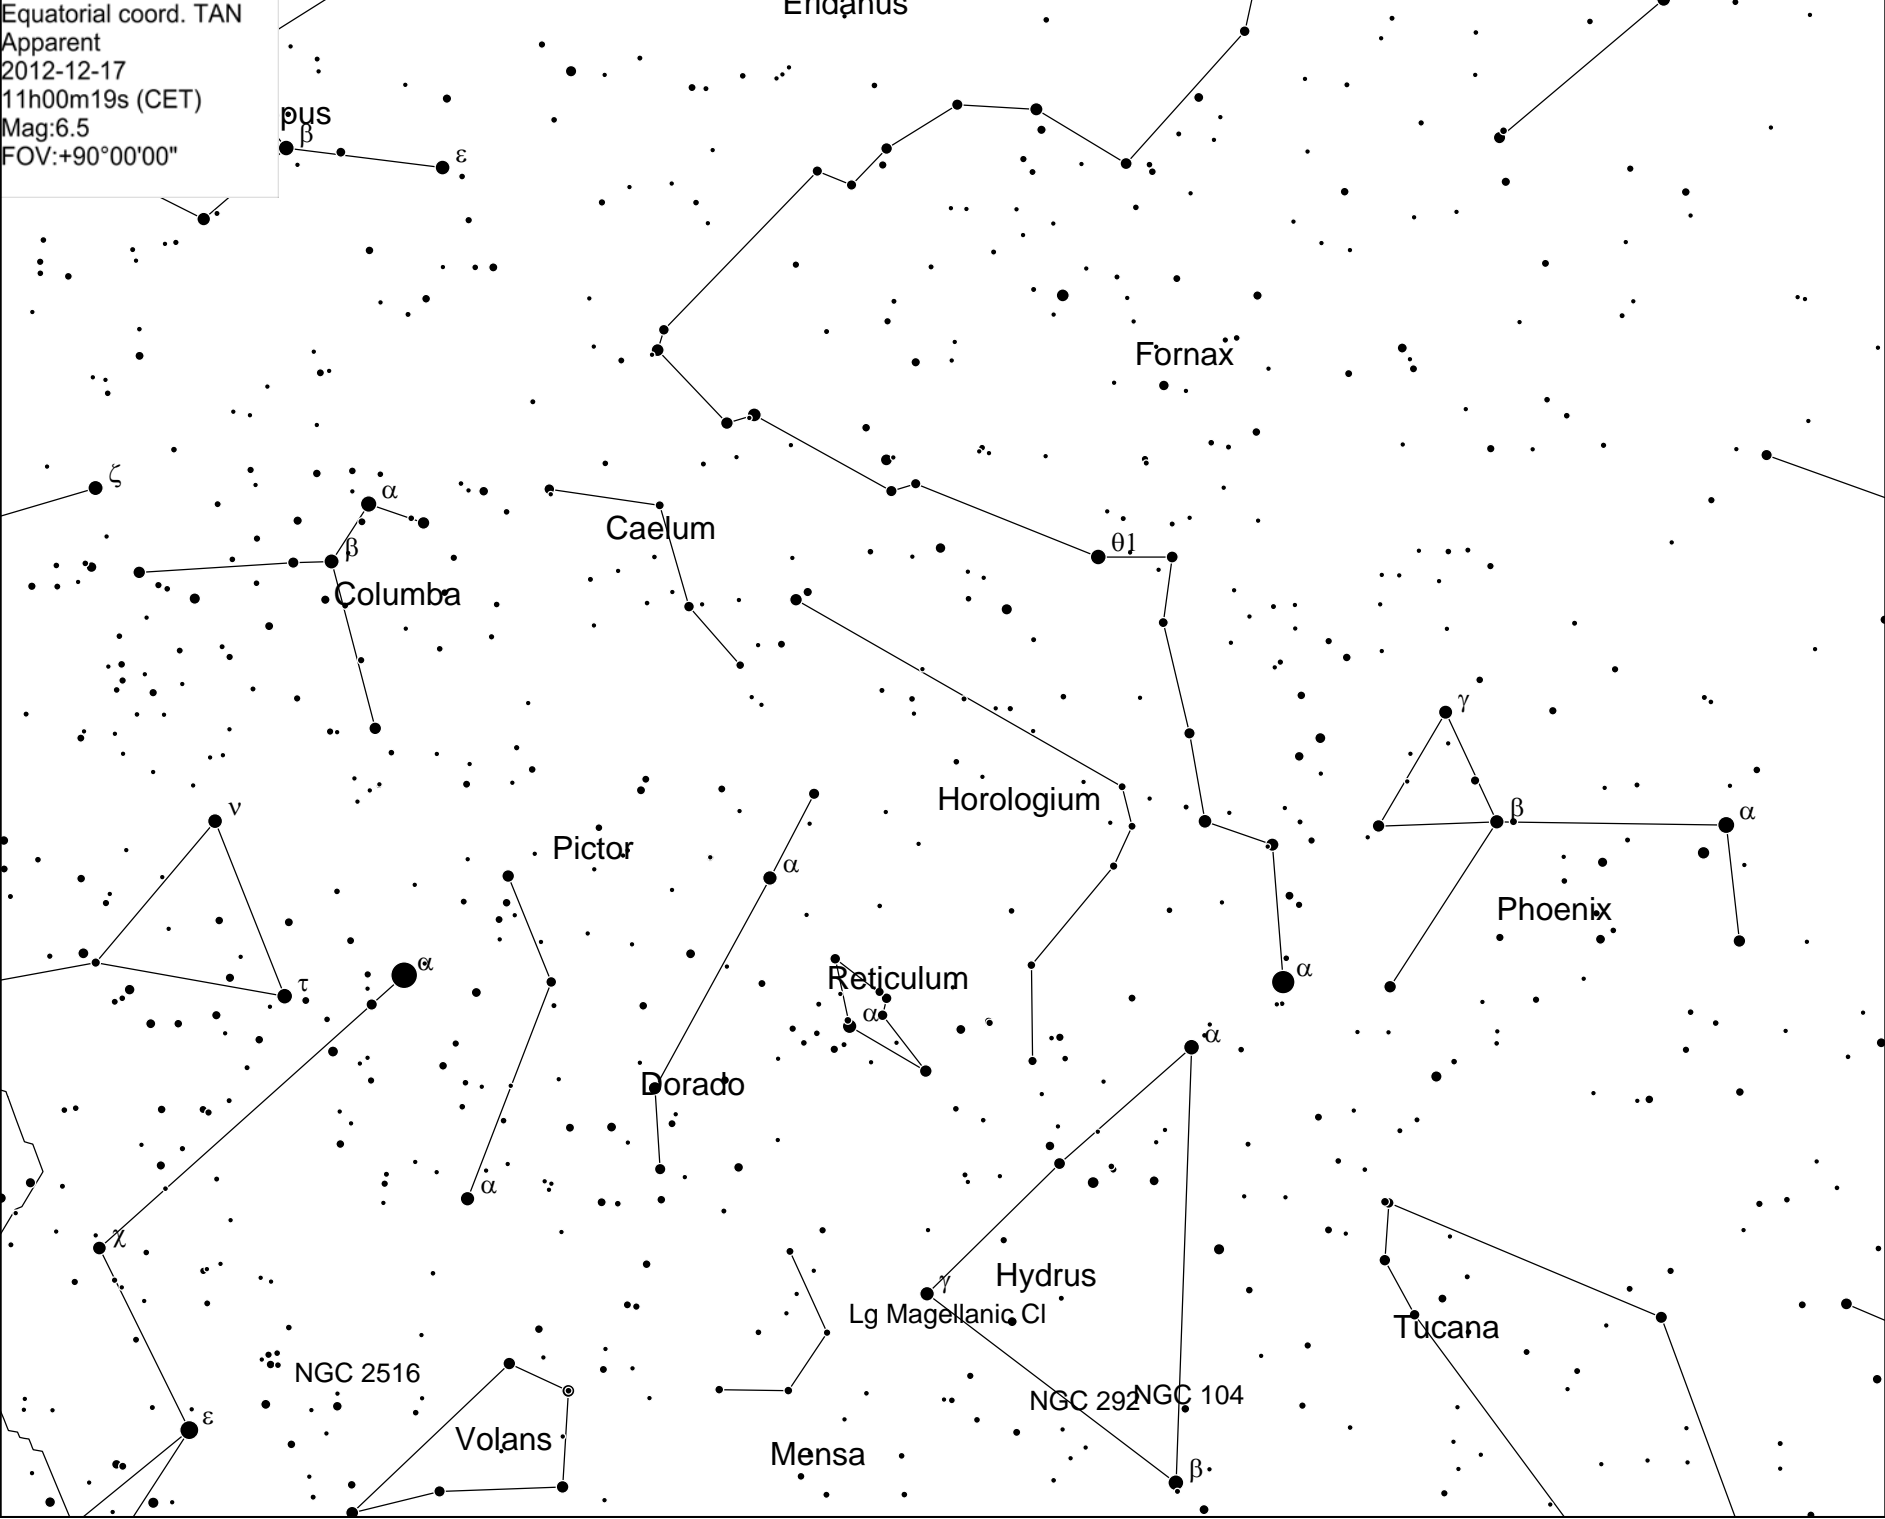 Equatorial coord. TAN
Apparent
2012-12-17
11h00m19s (CET)
Mag:6.5
FOV:+90°00'00"
Eridanus
pus
β
ε
Fornax
ζ
α
Caelum
θ1
β
Columba
γ
Horologium
ν
β
α
Pictor
α
Phoenix
α
Reticulum
α
τ
α
α
Dorado
α
χ
Hydrus
γ
Lg Magellanic Cl
Tucana
NGC 2516
NGC 292
NGC 104
ε
Volans
Mensa
β